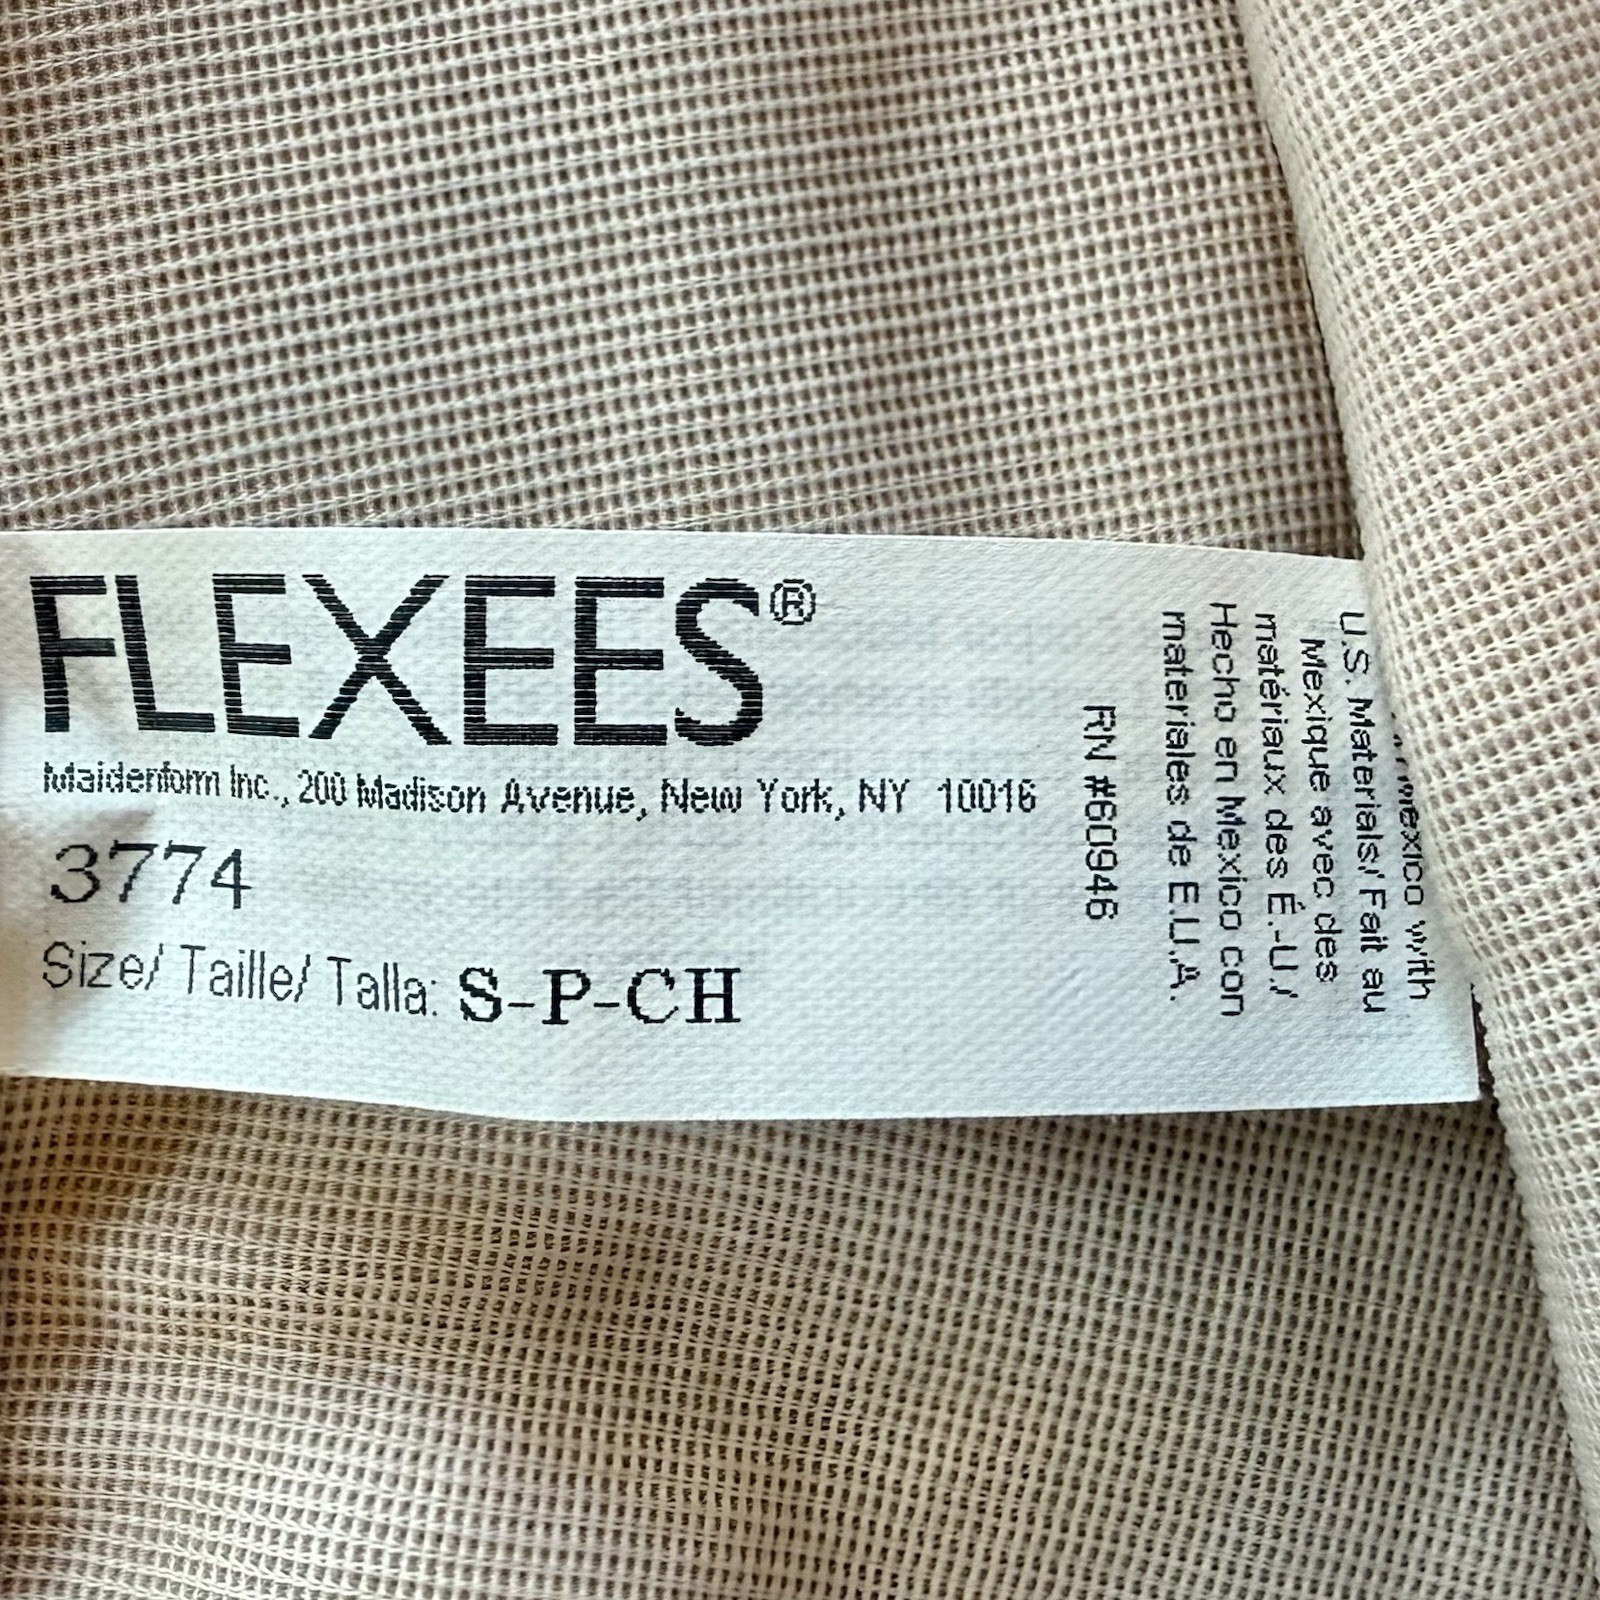 FLEXEES®
Maidenform Inc., 200 Madison Avenue, New York, NY 10016
3774
Size/ Taille/ Talla: S-P-CH
Mexico with
U.S. Materials/ Fait au
Mexique avec des
matériaux des É.-U./
Hecho en Mexico con
materiales de E.U.A.
RN #60946